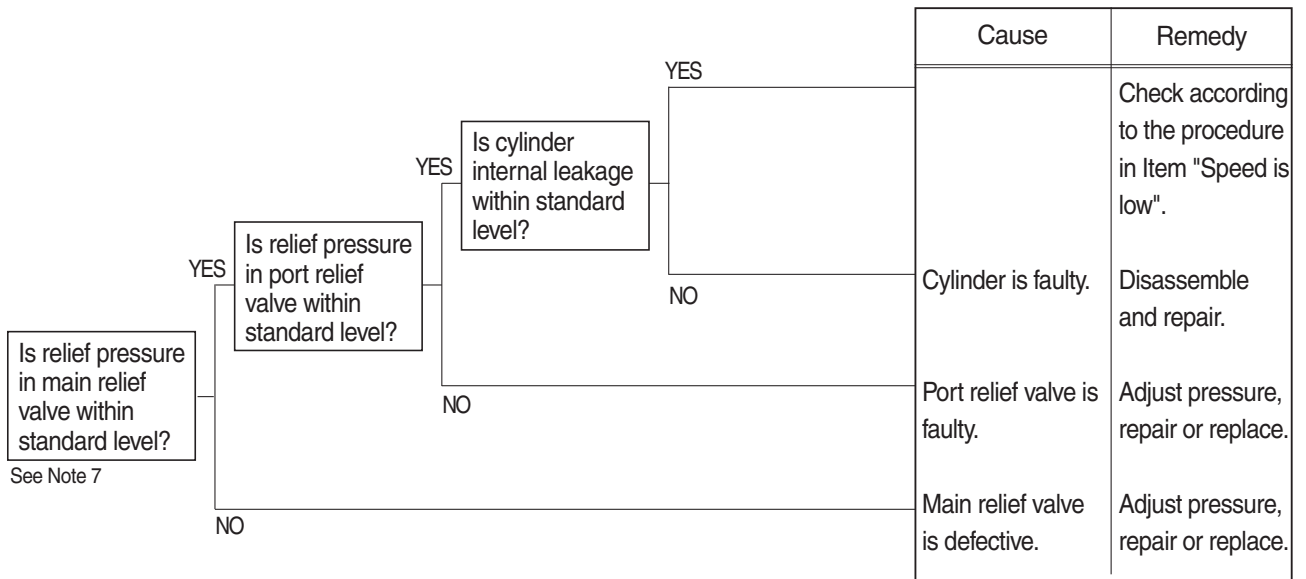 Cause
Remedy
YES
Check according
to the procedure
in Item "Speed is
low".
Is cylinder
internal leakage
within standard
level?
YES
NO
Cylinder is faulty.
Disassemble
and repair.
Is relief pressure
in port relief
valve within
standard level?
YES
NO
Port relief valve is
faulty.
Adjust pressure,
repair or replace.
Is relief pressure
in main relief
valve within
standard level?
See Note 7
NO
Main relief valve
is defective.
Adjust pressure,
repair or replace.